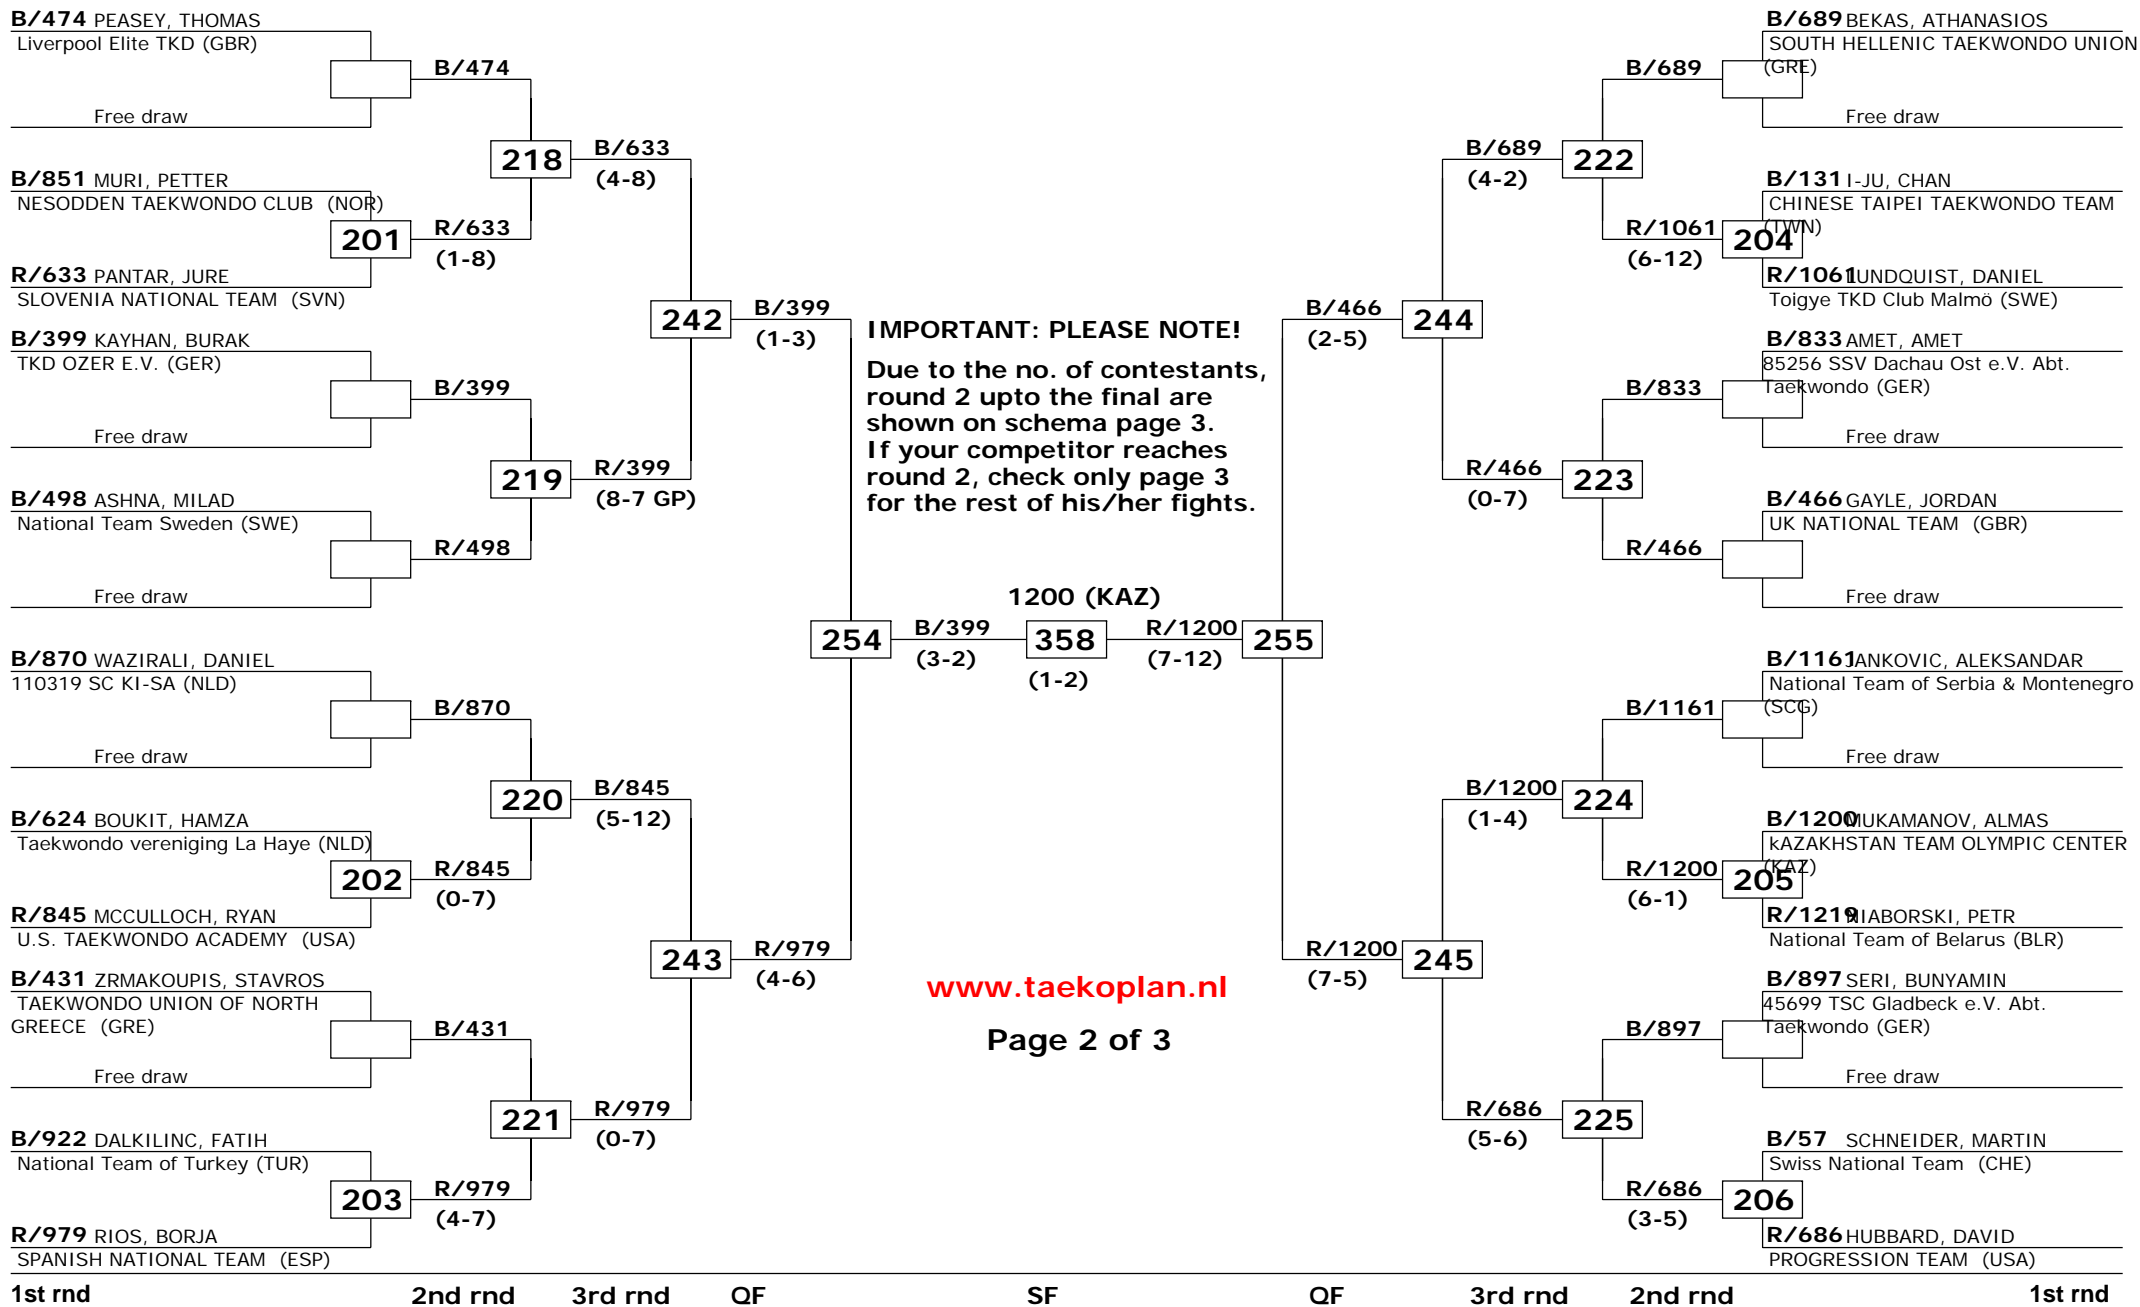 B/474 PEASEY, THOMAS
Liverpool Elite TKD (GBR)
Free draw
B/851 MURI, PETTER
NESODDEN TAEKWONDO CLUB (NOR)
201
R/633 PANTAR, JURE
SLOVENIA NATIONAL TEAM (SVN)
B/399 KAYHAN, BURAK
TKD OZER E.V. (GER)
Free draw
B/498 ASHNA, MILAD
National Team Sweden (SWE)
Free draw
B/870 WAZIRALI, DANIEL
110319 SC KI-SA (NLD)
Free draw
B/624 BOUKIT, HAMZA
Taekwondo vereniging La Haye (NLD)
202
R/845 MCCULLOCH, RYAN
U.S. TAEKWONDO ACADEMY (USA)
B/431 ZRMAKOUPIS, STAVROS
TAEKWONDO UNION OF NORTH
GREECE (GRE)
Free draw
B/922 DALKILINC, FATIH
National Team of Turkey (TUR)
203
R/979 RIOS, BORJA
SPANISH NATIONAL TEAM (ESP)
B/474
218
R/633
(1-8)
B/399
219
R/498
B/870
220
R/845
(0-7)
B/431
221
R/979
(4-7)
B/633
(4-8)
242
R/399
(8-7 GP)
B/845
(5-12)
243
R/979
(0-7)
B/399
(1-3)
254
R/979
(4-6)
IMPORTANT: PLEASE NOTE!
Due to the no. of contestants,
round 2 upto the final are
shown on schema page 3.
If your competitor reaches
round 2, check only page 3
for the rest of his/her fights.
1200 (KAZ)
B/399
(3-2)
358
(1-2)
R/1200
(7-12)
www.taekoplan.nl
Page 2 of 3
B/466
(2-5)
255
R/1200
(7-5)
B/689
(4-2)
244
R/466
(0-7)
B/1200
(1-4)
245
R/686
(5-6)
B/689
222
R/1061
(6-12)
B/833
223
R/466
B/1161
224
R/1200
(6-1)
B/897
225
R/686
(3-5)
B/689 BEKAS, ATHANASIOS
SOUTH HELLENIC TAEKWONDO UNION
(GRE)
Free draw
B/131 I-JU, CHAN
CHINESE TAIPEI TAEKWONDO TEAM
(TWN)
204
R/1061 UNDQUIST, DANIEL
Toigye TKD Club Malmö (SWE)
B/833 AMET, AMET
85256 SSV Dachau Ost e.V. Abt.
Taekwondo (GER)
Free draw
B/466 GAYLE, JORDAN
UK NATIONAL TEAM (GBR)
Free draw
B/1161 JANKOVIC, ALEKSANDAR
National Team of Serbia & Montenegro
(SCG)
Free draw
B/1200 MUKAMANOV, ALMAS
kAZAKHSTAN TEAM OLYMPIC CENTER
(KAZ)
205
R/1219 NIABORSKI, PETR
National Team of Belarus (BLR)
B/897 SERI, BUNYAMIN
45699 TSC Gladbeck e.V. Abt.
Taekwondo (GER)
Free draw
B/57 SCHNEIDER, MARTIN
Swiss National Team (CHE)
206
R/686 HUBBARD, DAVID
PROGRESSION TEAM (USA)
1st rnd 2nd rnd 3rd rnd QF SF QF 3rd rnd 2nd rnd 1st rnd